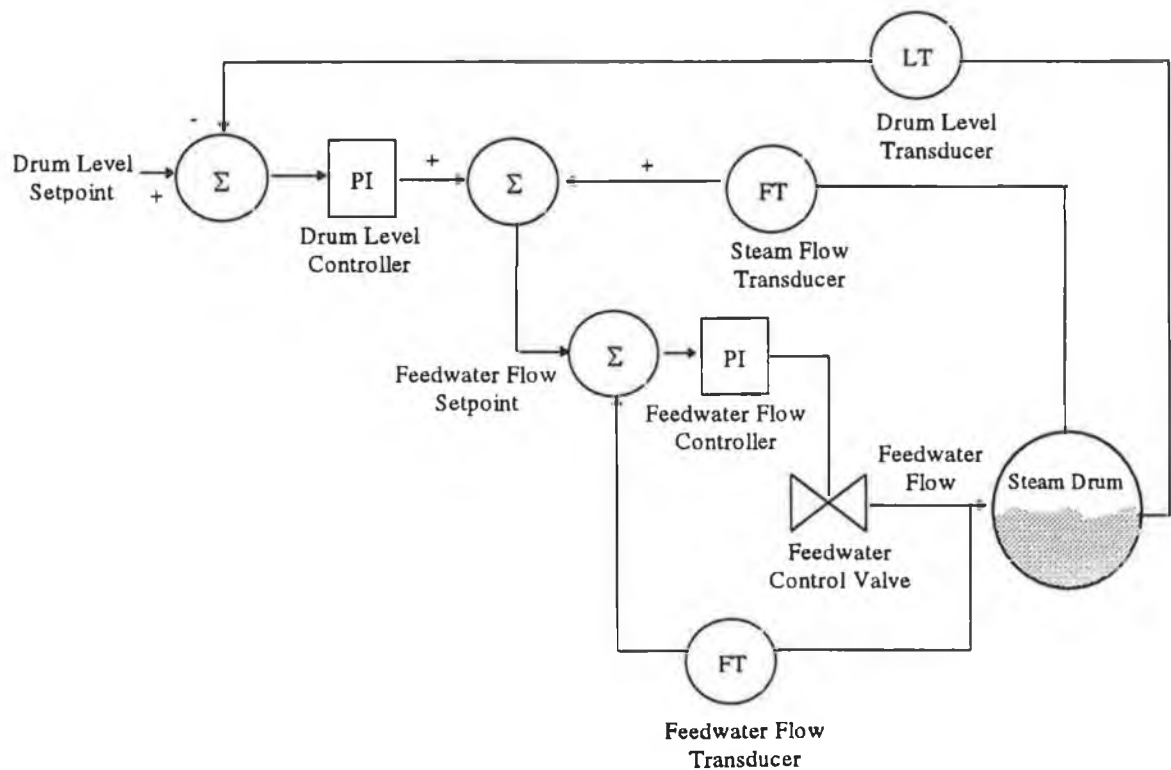 LT
Drum Level
Transducer
-
Drum Level
Setpoint
+
Σ
PI
Drum Level
Controller
+
Σ
+
FT
Steam Flow
Transducer
Feedwater Flow
Setpoint
Σ
PI
Feedwater Flow
Controller
Feedwater
Flow
Steam Drum
Feedwater
Control Valve
FT
Feedwater Flow
Transducer